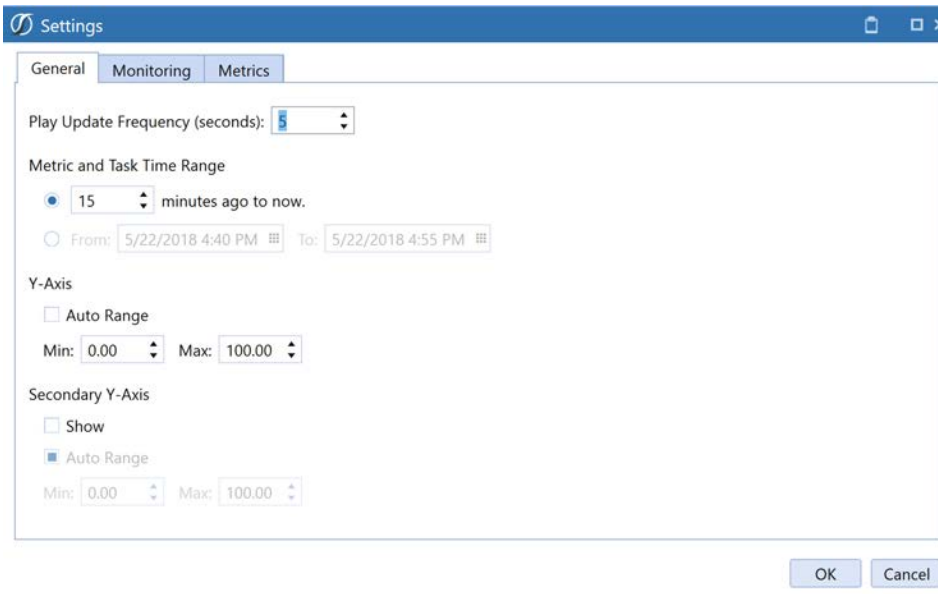 Settings
General Monitoring Metrics
Play Update Frequency (seconds): 5
Metric and Task Time Range
15 minutes ago to now.
From: 5/22/2018 4:40 PM To: 5/22/2018 4:55 PM
Y-Axis
Auto Range
Min: 0.00 Max: 100.00
Secondary Y-Axis
Show
Auto Range
Min: 0.00 Max: 100.00
OK Cancel